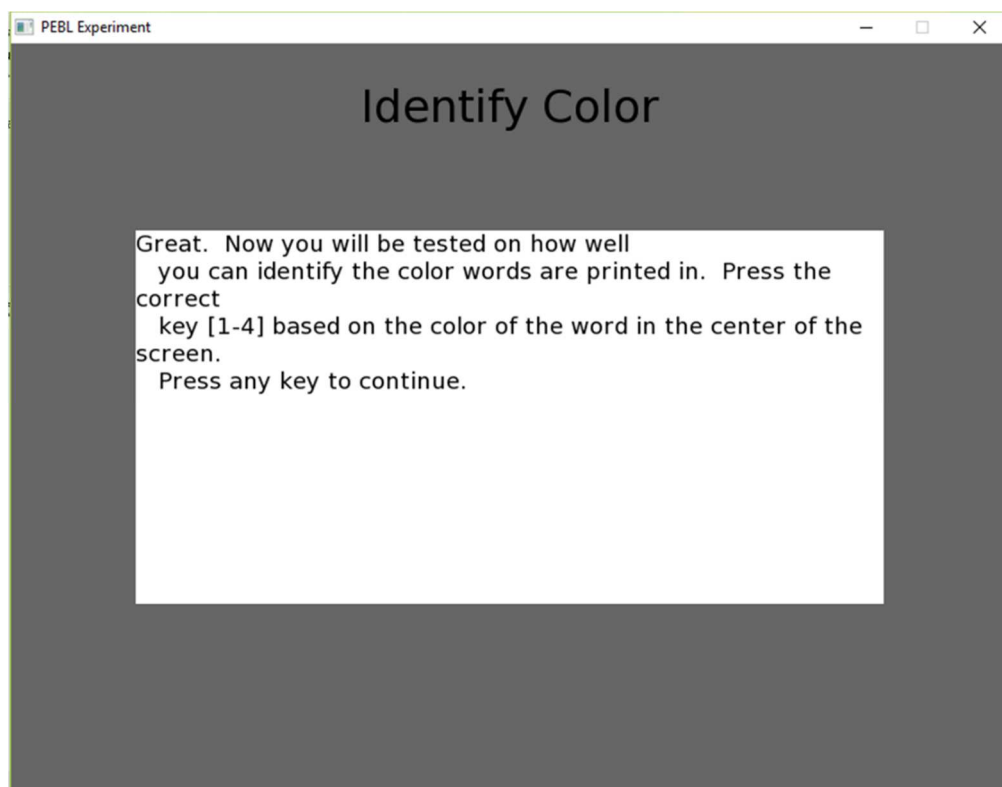 PEBL Experiment
Identify Color
Great.  Now you will be tested on how well
you can identify the color words are printed in.  Press the
correct
key [1-4] based on the color of the word in the center of the
screen.
Press any key to continue.